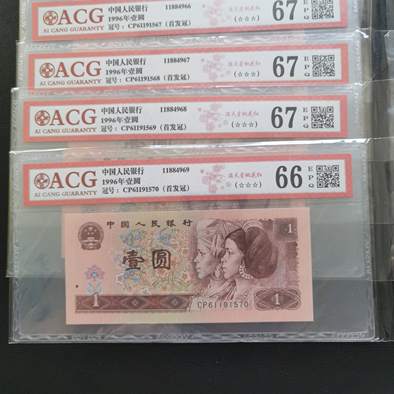 ACG
AI CANG GUARANTY
中国人民银行
1996年壹圆
冠号：CP61191567（首发冠）
11884966
(☆☆☆)
67 EPQ
ACG
AI CANG GUARANTY
中国人民银行
1996年壹圆
冠号：CP61191568（首发冠）
11884967
(☆☆☆)
67 EPQ
ACG
AI CANG GUARANTY
中国人民银行
1996年壹圆
冠号：CP61191569（首发冠）
11884968
(☆☆☆)
67 EPQ
ACG
AI CANG GUARANTY
中国人民银行
1996年壹圆
冠号：CP61191570（首发冠）
11884969
(☆☆☆)
66 EPQ
中国人民银行
壹圆
1
1
CP61191570